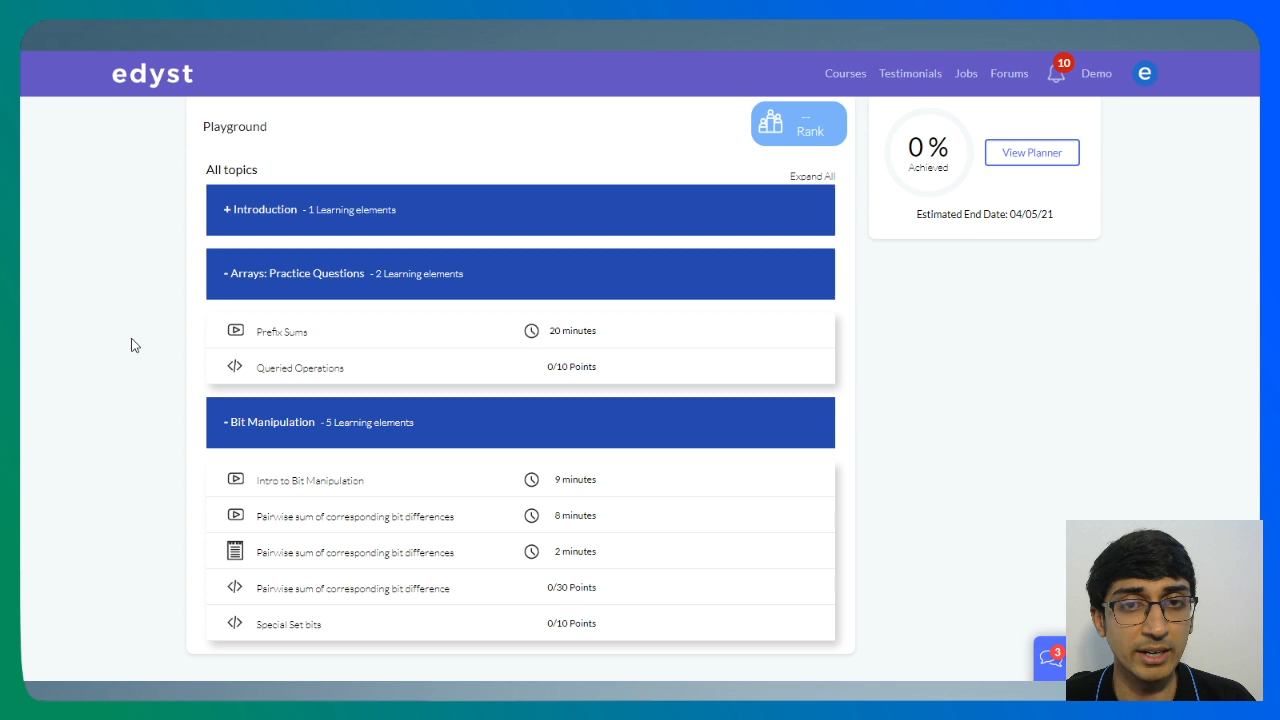 edyst
Courses Testimonials Jobs Forums 10 Demo e
Playground
--
Rank
All topics
Expand All
+ Introduction - 1 Learning elements
- Arrays: Practice Questions - 2 Learning elements
Prefix Sums 20 minutes
Queried Operations 0/10 Points
- Bit Manipulation - 5 Learning elements
Intro to Bit Manipulation 9 minutes
Pairwise sum of corresponding bit differences 8 minutes
Pairwise sum of corresponding bit differences 2 minutes
Pairwise sum of corresponding bit difference 0/30 Points
Special Set bits 0/10 Points
0 %
Achieved
View Planner
Estimated End Date: 04/05/21
3